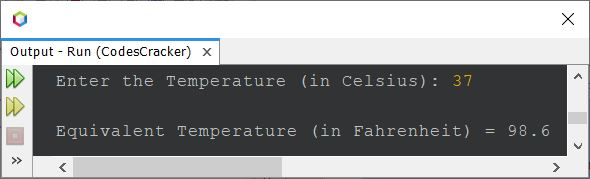 Output - Run (CodesCracker)
Enter the Temperature (in Celsius): 37
Equivalent Temperature (in Fahrenheit) = 98.6